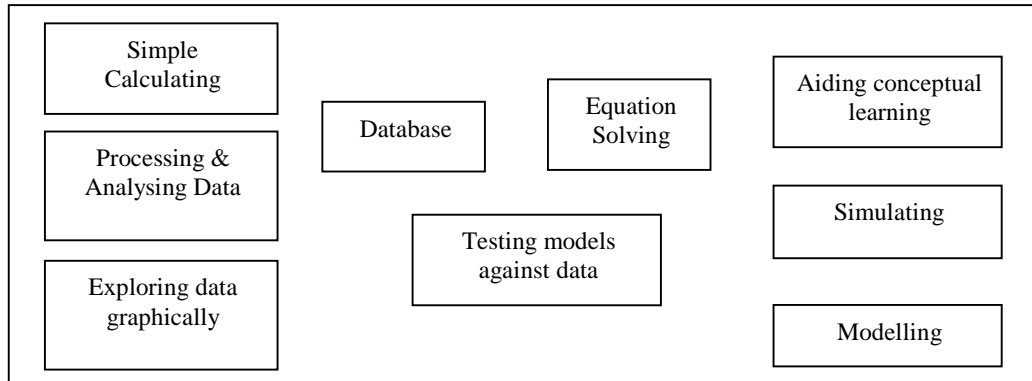 Simple
Calculating
Processing &
Analysing Data
Exploring data
graphically
Database
Equation
Solving
Testing models
against data
Aiding conceptual
learning
Simulating
Modelling